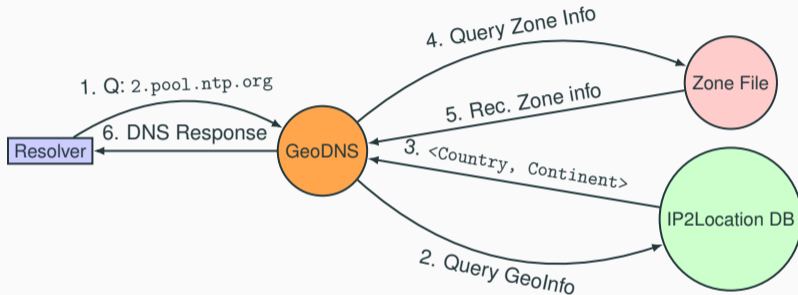 4. Query Zone Info
1. Q: 2.pool.ntp.org
Zone File
5. Rec. Zone info
6. DNS Response
Resolver
GeoDNS
3. <Country, Continent>
IP2Location DB
2. Query GeoInfo